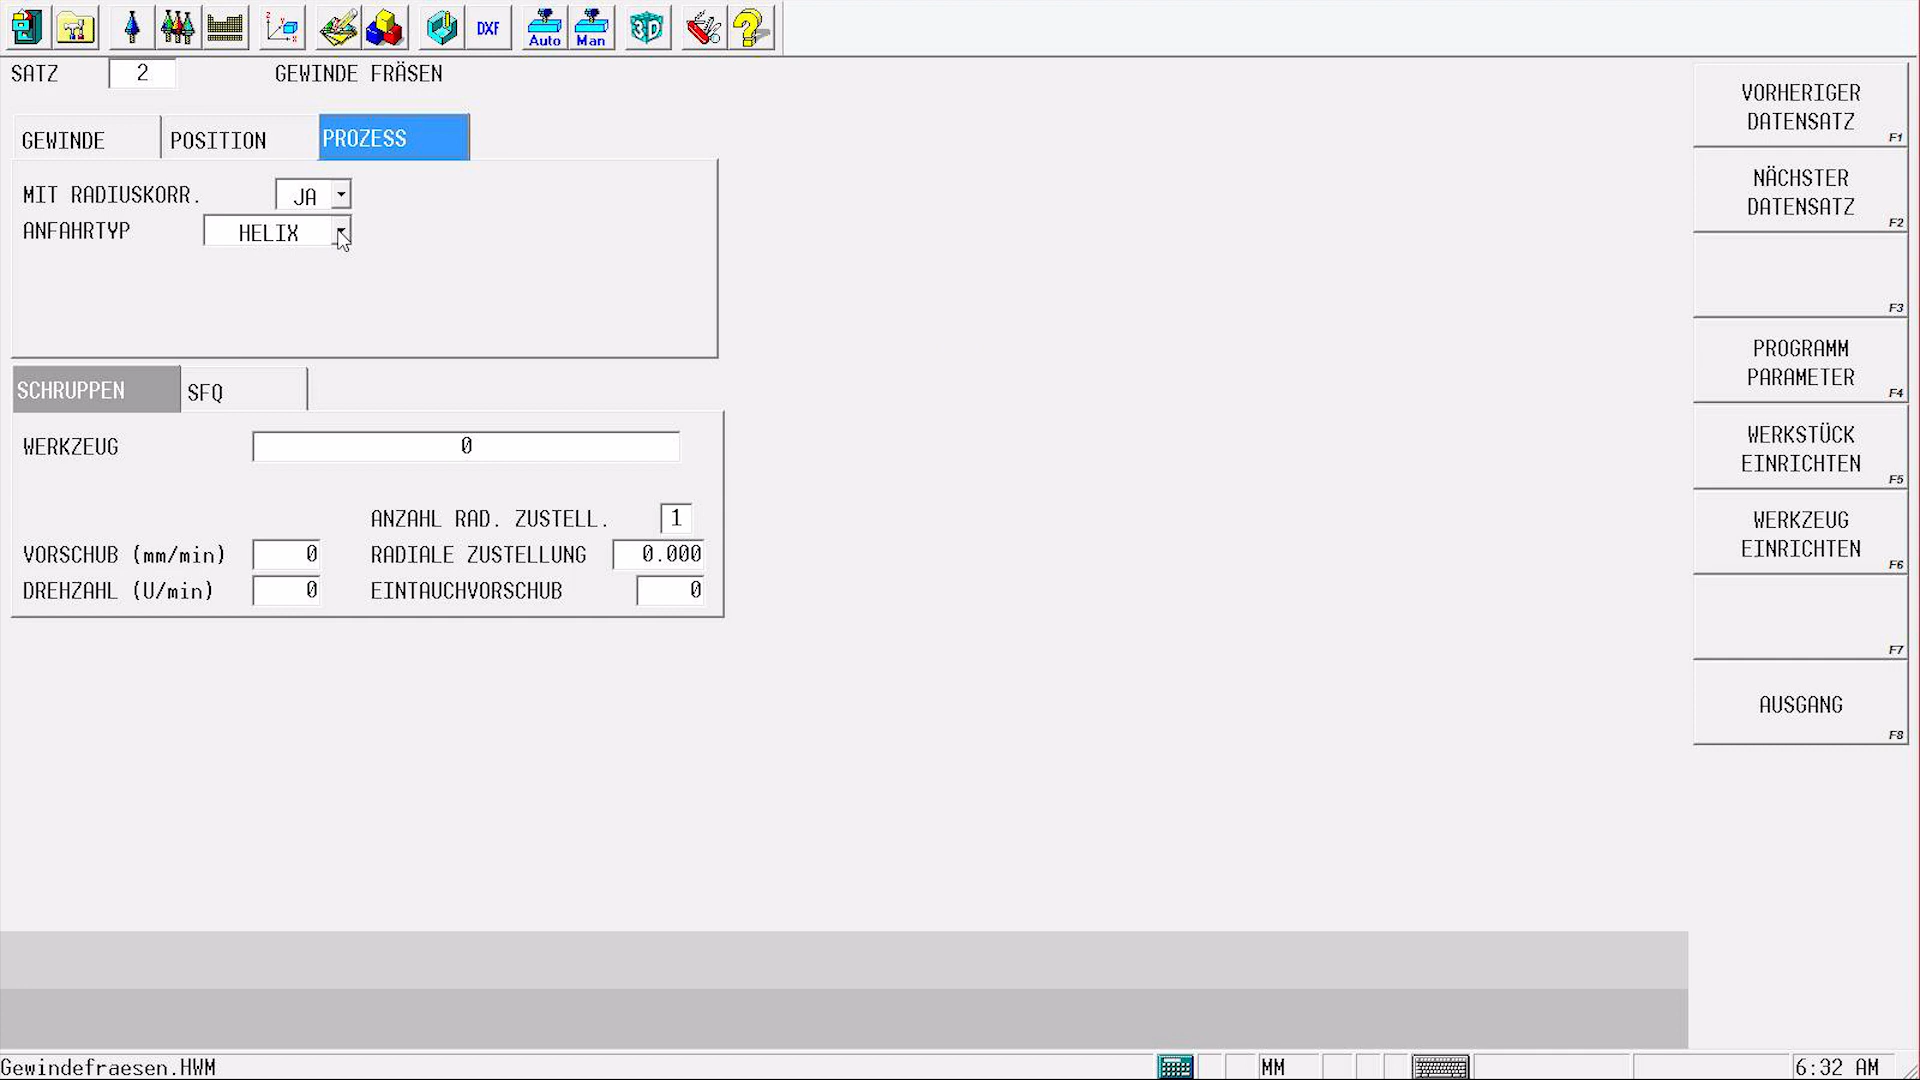 DXF
Auto
Man
3D
SATZ 2 GEWINDE FRÄSEN
GEWINDE POSITION PROZESS
MIT RADIUSKORR. JA
ANFAHRTYP HELIX
SCHRUPPEN SFQ
WERKZEUG 0
ANZAHL RAD. ZUSTELL. 1
VORSCHUB (mm/min) 0 RADIALE ZUSTELLUNG 0.000
DREHZAHL (U/min) 0 EINTAUCHVORSCHUB 0
VORHERIGER
DATENSATZ
F1
NÄCHSTER
DATENSATZ
F2
F3
PROGRAMM
PARAMETER
F4
WERKSTÜCK
EINRICHTEN
F5
WERKZEUG
EINRICHTEN
F6
F7
AUSGANG
F8
Gewindefraesen.HWM MM 6:32 AM